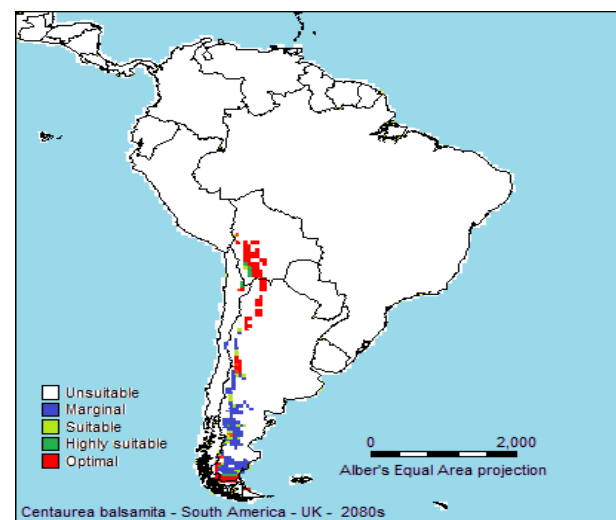 Unsuitable
Marginal
Suitable
Highly suitable
Optimal
0 2,000
Alber's Equal Area projection
Centaurea balsamita - South America - UK - 2080s